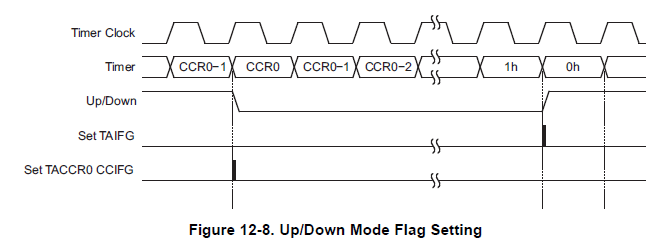 Timer Clock
Timer CCR0−1 CCR0 CCR0−1 CCR0−2 1h 0h
Up/Down
Set TAIFG
Set TACCR0 CCIFG
Figure 12-8. Up/Down Mode Flag Setting